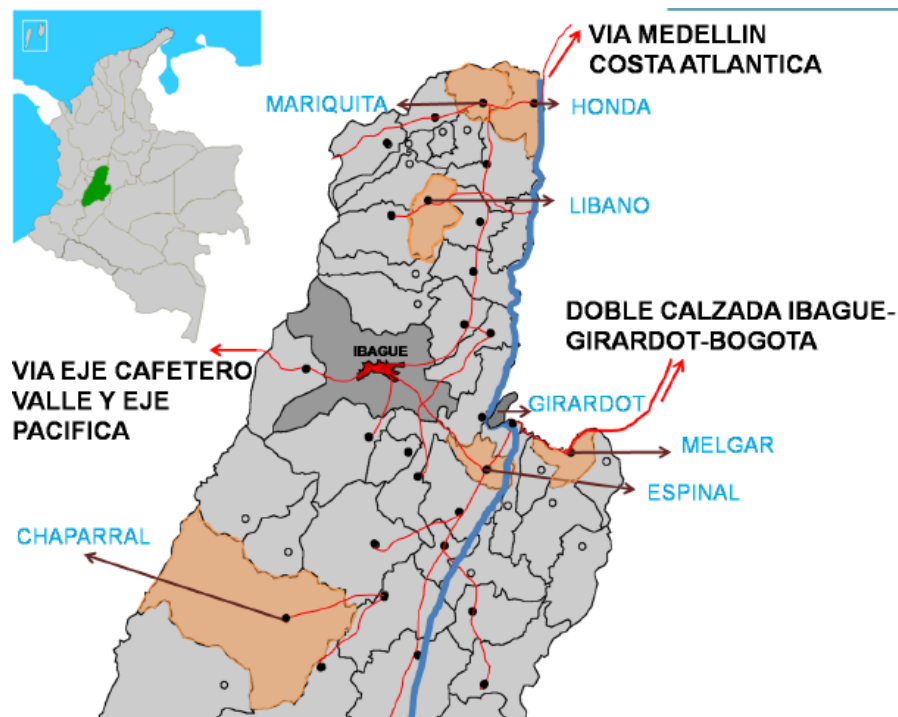 VIA MEDELLIN
COSTA ATLANTICA
MARIQUITA
HONDA
LIBANO
DOBLE CALZADA IBAGUE-
GIRARDOT-BOGOTA
IBAGUE
VIA EJE CAFETERO
VALLE Y EJE
PACIFICA
GIRARDOT
MELGAR
ESPINAL
CHAPARRAL